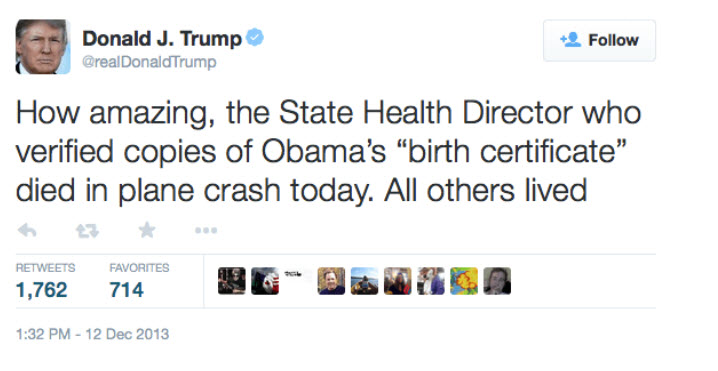 Donald J. Trump
Follow
@realDonaldTrump
How amazing, the State Health Director who
verified copies of Obama’s “birth certificate”
died in plane crash today. All others lived
RETWEETS FAVORITES
1,762 714
1:32 PM - 12 Dec 2013